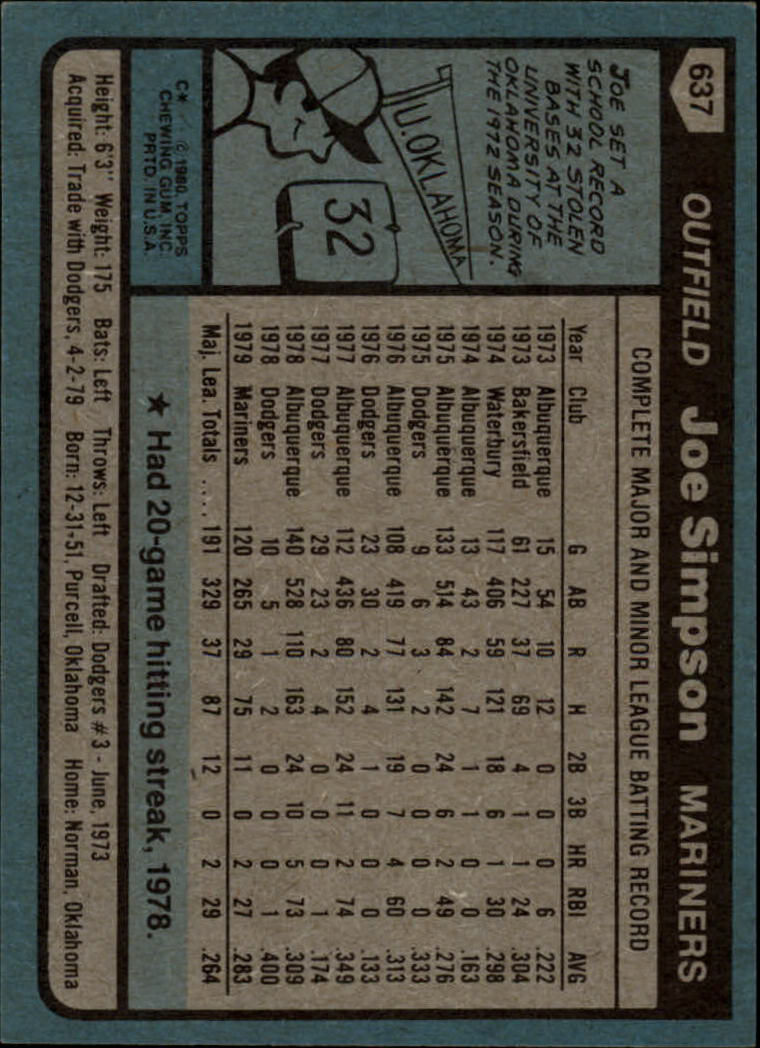 637
OUTFIELD Joe Simpson MARINERS
JOE SET A
SCHOOL RECORD
WITH 32 STOLEN
BASES AT THE
UNIVERSITY OF
OKLAHOMA DURING
THE 1972 SEASON.
U. OKLAHOMA
32
C* © 1980 TOPPS
CHEWING GUM, INC.
PRTD. IN U.S.A.
COMPLETE MAJOR AND MINOR LEAGUE BATTING RECORD
Year Club G AB R H 2B 3B HR RBI AVG
1973 Albuquerque 15 54 10 12 0 0 0 6 .222
1973 Bakersfield 61 227 37 69 4 1 1 24 .304
1974 Waterbury 117 406 59 121 18 6 1 30 .298
1974 Albuquerque 13 43 2 7 1 1 0 0 .163
1975 Albuquerque 133 514 84 142 24 6 2 49 .276
1975 Dodgers 9 6 3 2 0 0 0 0 .333
1976 Albuquerque 108 419 77 131 19 7 4 60 .313
1976 Dodgers 23 30 2 4 1 0 0 0 .133
1977 Albuquerque 112 436 80 152 24 11 2 74 .349
1977 Dodgers 29 23 2 4 0 0 0 1 .174
1978 Albuquerque 140 528 110 163 24 10 5 73 .309
1978 Dodgers 10 5 1 2 0 0 0 1 .400
1979 Mariners 120 265 29 75 11 0 2 27 .283
Maj. Lea. Totals ..... 191 329 37 87 12 0 2 29 .264
★ Had 20-game hitting streak, 1978.
Height: 6'3" Weight: 175 Bats: Left Throws: Left Drafted: Dodgers #3 - June, 1973
Acquired: Trade with Dodgers, 4-2-79 Born: 12-31-51, Purcell, Oklahoma Home: Norman, Oklahoma